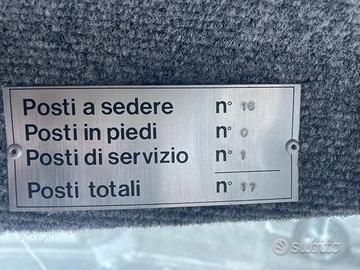 Posti a sedere n° 16
Posti in piedi n° 0
Posti di servizio n° 1
Posti totali n° 17
subito